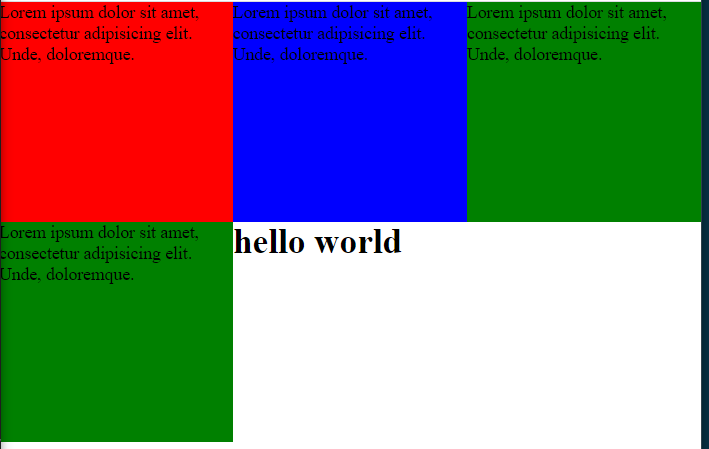 Lorem ipsum dolor sit amet,
consectetur adipisicing elit.
Unde, doloremque.
Lorem ipsum dolor sit amet,
consectetur adipisicing elit.
Unde, doloremque.
Lorem ipsum dolor sit amet,
consectetur adipisicing elit.
Unde, doloremque.
Lorem ipsum dolor sit amet,
consectetur adipisicing elit.
Unde, doloremque.
hello world